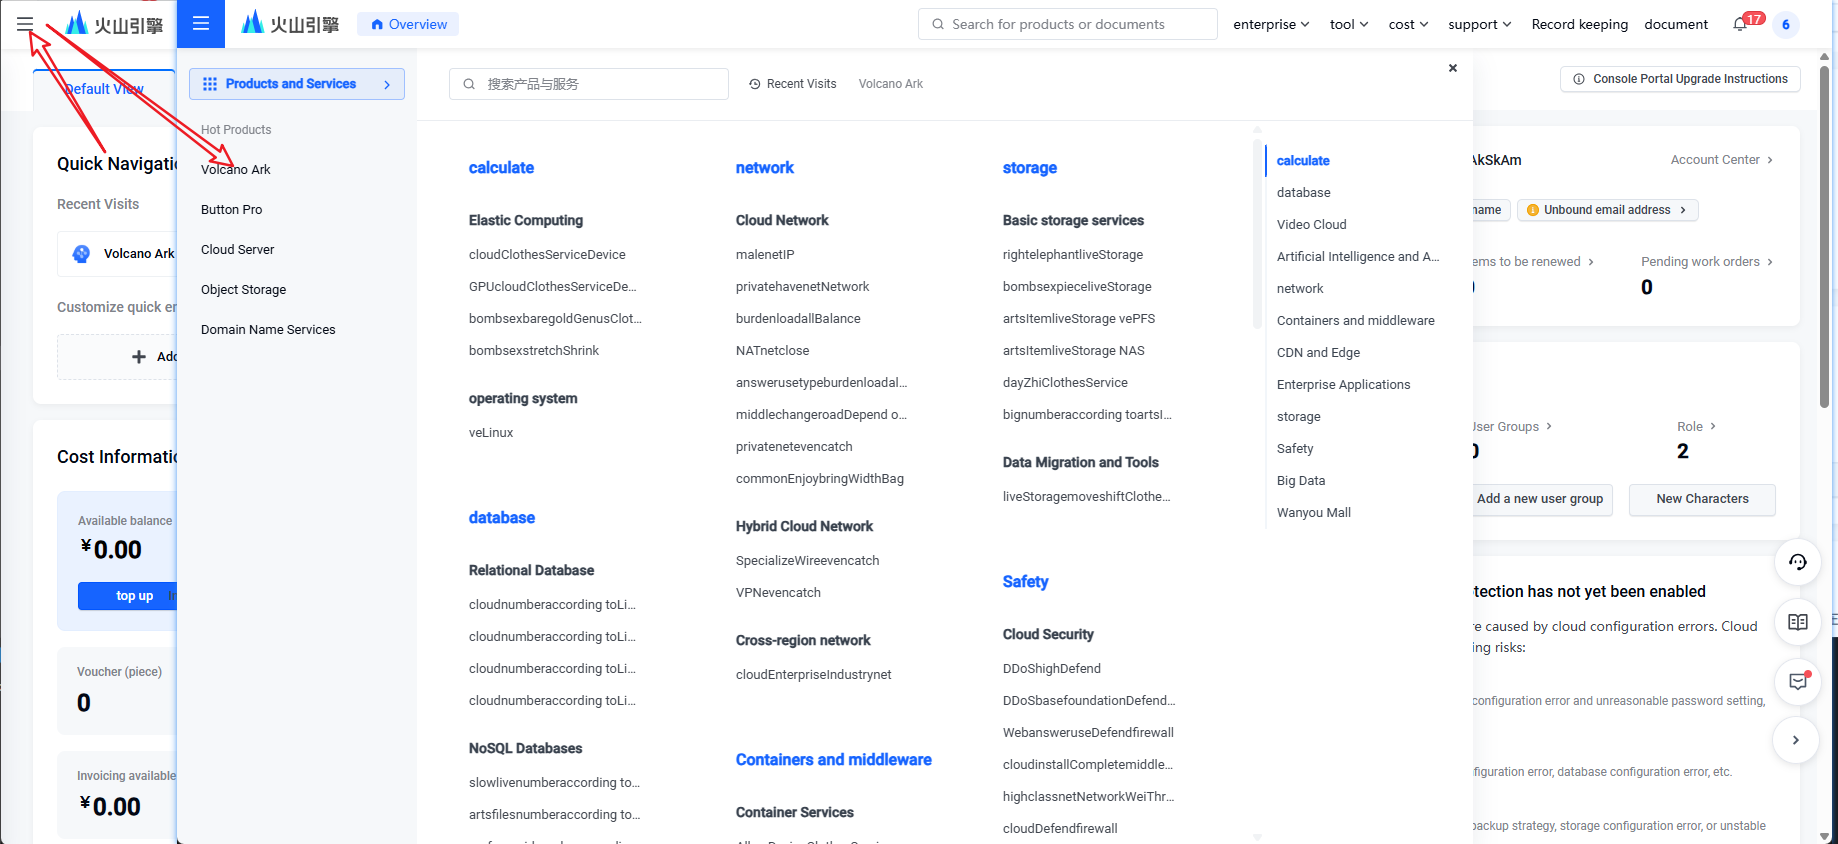 火山引擎
火山引擎
Overview
Search for products or documents
enterprise
tool
cost
support
Record keeping
document
17
6
Default View
Products and Services
搜索产品与服务
Recent Visits
Volcano Ark
Console Portal Upgrade Instructions
Quick Navigatio
Recent Visits
Volcano Ark
Customize quick en
Add
Cost Informatio
Available balance
¥0.00
top up
Voucher (piece)
0
Invoicing available
¥0.00
Hot Products
Volcano Ark
Button Pro
Cloud Server
Object Storage
Domain Name Services
calculate
Elastic Computing
cloudClothesServiceDevice
GPUcloudClothesServiceDe...
bombsexbaregoldGenusClot...
bombsexstretchShrink
operating system
veLinux
database
Relational Database
cloudnumberaccording toLi...
cloudnumberaccording toLi...
cloudnumberaccording toLi...
cloudnumberaccording toLi...
NoSQL Databases
slowlivenumberaccording to...
artsfilesnumberaccording to...
network
Cloud Network
malenetIP
privatehavenetNetwork
burdenloadallBalance
NATnetclose
answerusetypeburdenloadal...
middlechangeroadDepend o...
privatenetevencatch
commonEnjoybringWidthBag
Hybrid Cloud Network
SpecializeWireevencatch
VPNevencatch
Cross-region network
cloudEnterpriseIndustrynet
Containers and middleware
Container Services
storage
Basic storage services
rightelephantliveStorage
bombsexpieceliveStorage
artsItemliveStorage vePFS
artsItemliveStorage NAS
dayZhiClothesService
bignumberaccording toartsI...
Data Migration and Tools
liveStoragemoveshiftClothe...
Safety
Cloud Security
DDoShighDefend
DDoSbasefoundationDefend...
WebansweruseDefendfirewall
cloudinstallCompletemiddle...
highclassnetNetworkWeiThr...
cloudDefendfirewall
calculate
database
Video Cloud
Artificial Intelligence and A...
network
Containers and middleware
CDN and Edge
Enterprise Applications
storage
Safety
Big Data
Wanyou Mall
AkSkAm
Account Center
name
Unbound email address
ems to be renewed
Pending work orders
0
User Groups
Role
0
2
Add a new user group
New Characters
tection has not yet been enabled
re caused by cloud configuration errors. Cloud
ng risks:
configuration error and unreasonable password setting,
figuration error, database configuration error, etc.
backup strategy, storage configuration error, or unstable